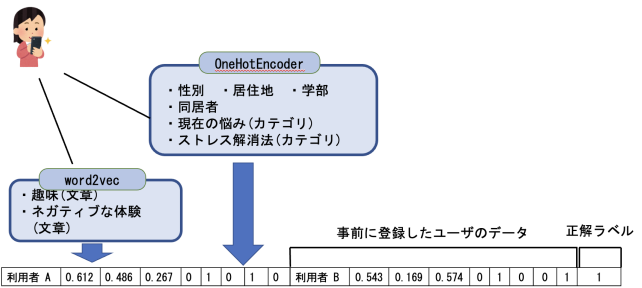 OneHotEncoder
・性別　・居住地　・学部
・同居者
・現在の悩み(カテゴリ)
・ストレス解消法(カテゴリ)
word2vec
・趣味(文章)
・ネガティブな体験
(文章)
事前に登録したユーザのデータ
正解ラベル
利用者 A 0.612 0.486 0.267 0 1 0 1 0 利用者 B 0.543 0.169 0.574 0 1 0 0 1 1